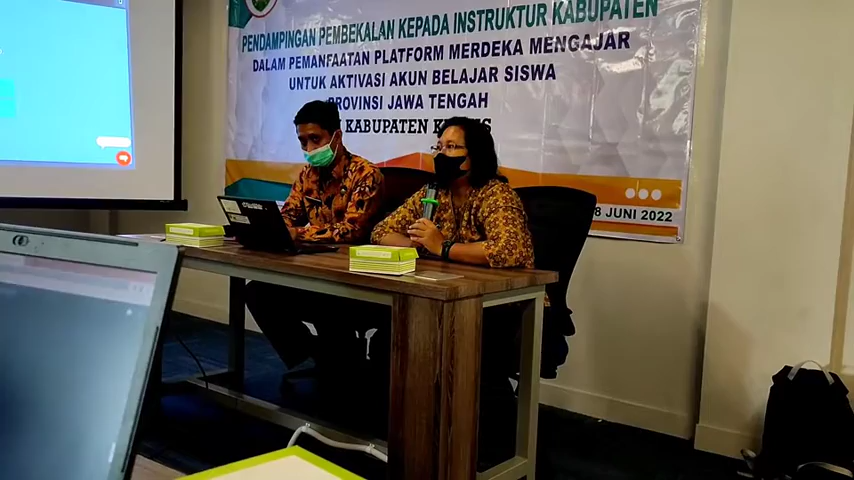 PENDAMPINGAN PEMBEKALAN KEPADA INSTRUKTUR KABUPATEN
DALAM PEMANFAATAN PLATFORM MERDEKA MENGAJAR
UNTUK AKTIVASI AKUN BELAJAR SISWA
PROVINSI JAWA TENGAH
KABUPATEN
8 JUNI 2022